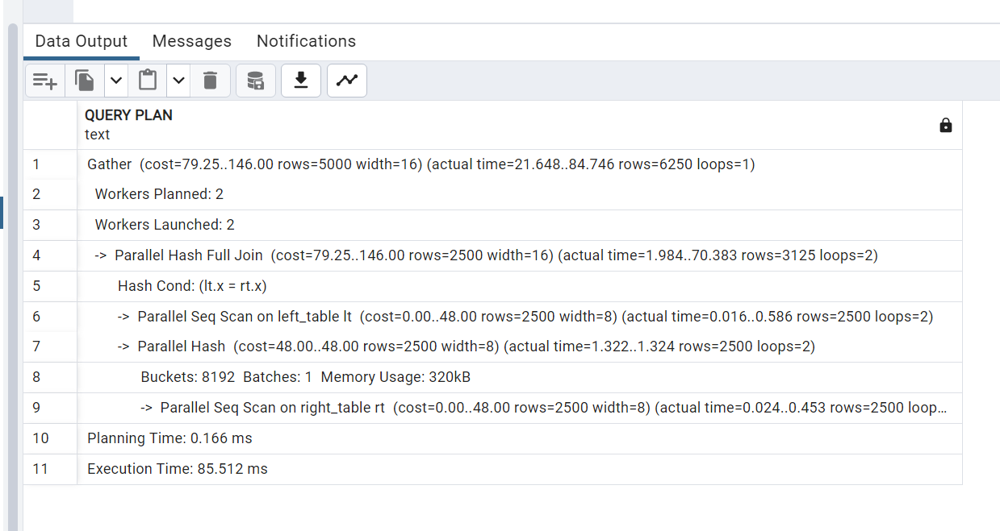 Data Output Messages Notifications
QUERY PLAN
text
1 Gather (cost=79.25..146.00 rows=5000 width=16) (actual time=21.648..84.746 rows=6250 loops=1)
2 Workers Planned: 2
3 Workers Launched: 2
4 -> Parallel Hash Full Join (cost=79.25..146.00 rows=2500 width=16) (actual time=1.984..70.383 rows=3125 loops=2)
5 Hash Cond: (lt.x = rt.x)
6 -> Parallel Seq Scan on left_table lt (cost=0.00..48.00 rows=2500 width=8) (actual time=0.016..0.586 rows=2500 loops=2)
7 -> Parallel Hash (cost=48.00..48.00 rows=2500 width=8) (actual time=1.322..1.324 rows=2500 loops=2)
8 Buckets: 8192 Batches: 1 Memory Usage: 320kB
9 -> Parallel Seq Scan on right_table rt (cost=0.00..48.00 rows=2500 width=8) (actual time=0.024..0.453 rows=2500 loop...
10 Planning Time: 0.166 ms
11 Execution Time: 85.512 ms